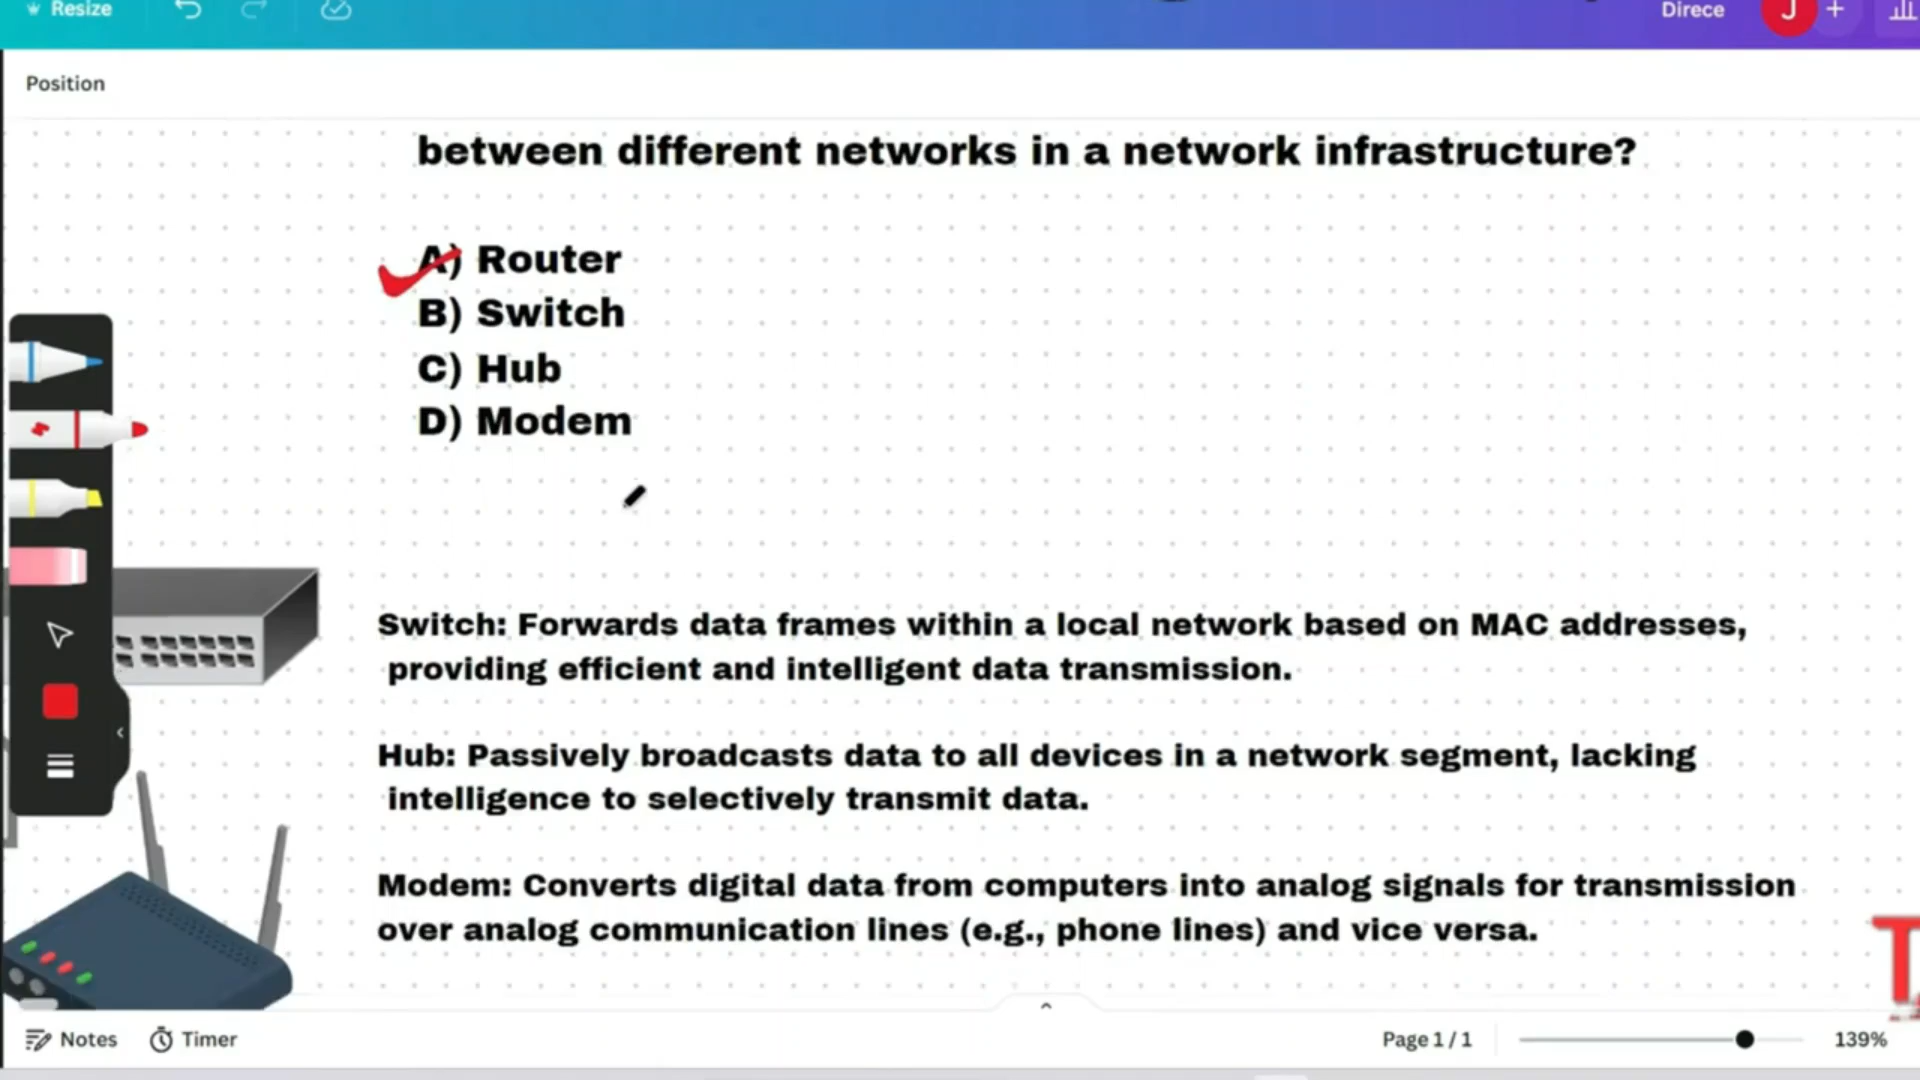 Resize
Direce
J
+
Position
between different networks in a network infrastructure?
A) Router
B) Switch
C) Hub
D) Modem
Switch: Forwards data frames within a local network based on MAC addresses,
providing efficient and intelligent data transmission.
Hub: Passively broadcasts data to all devices in a network segment, lacking
intelligence to selectively transmit data.
Modem: Converts digital data from computers into analog signals for transmission
over analog communication lines (e.g., phone lines) and vice versa.
T
Notes
Timer
Page 1 / 1
139%